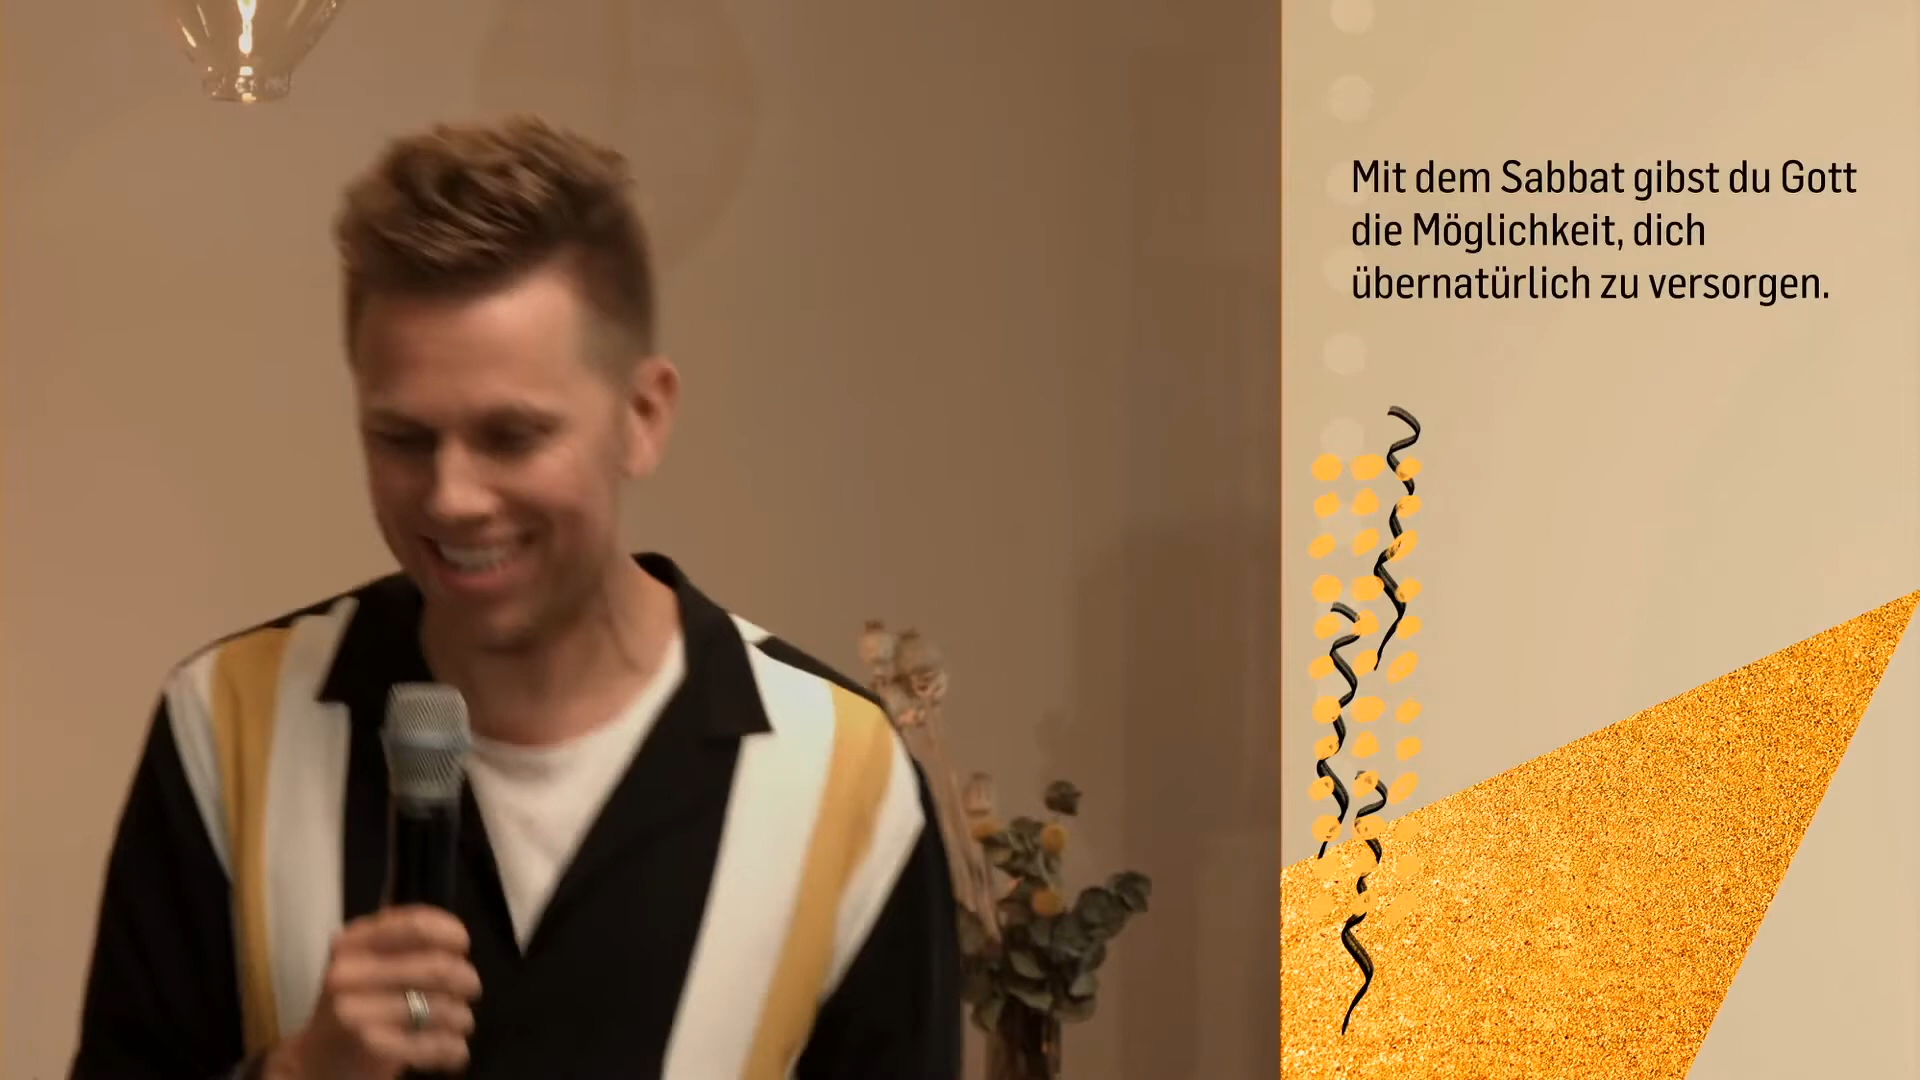 Mit dem Sabbat gibst du Gott
die Möglichkeit, dich
übernatürlich zu versorgen.